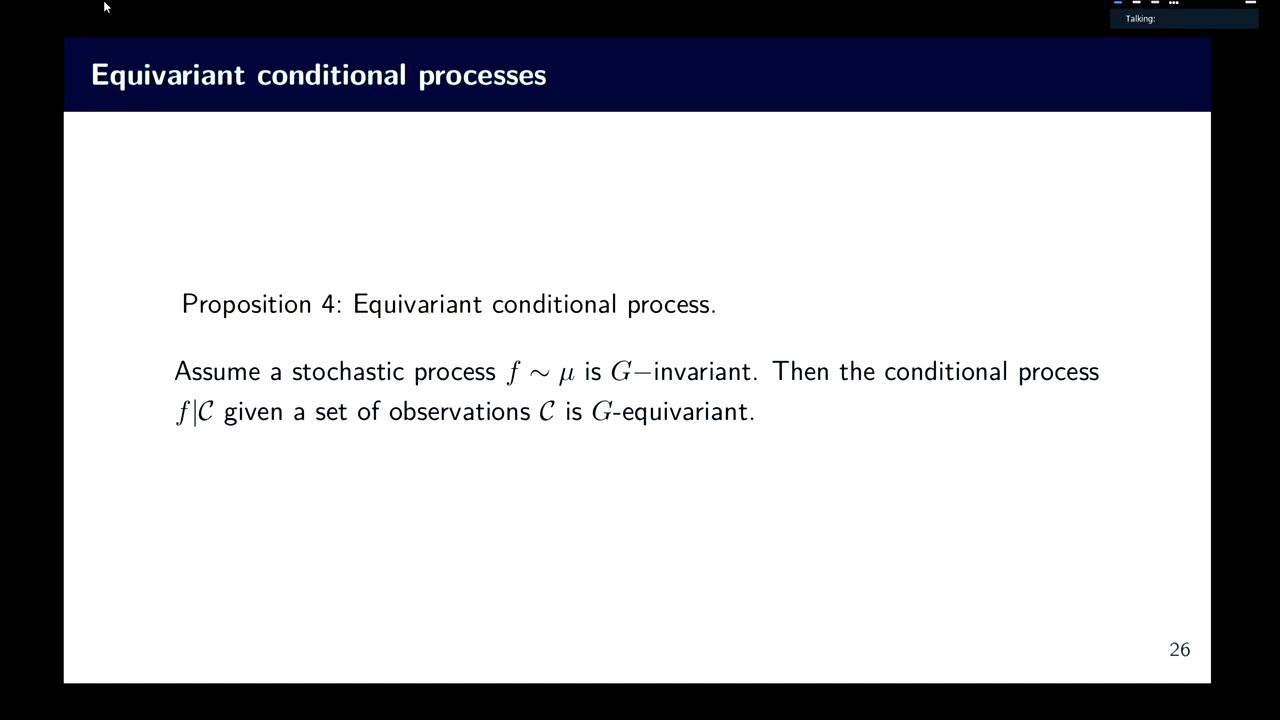 Talking:
Equivariant conditional processes
Proposition 4: Equivariant conditional process.
Assume a stochastic process f ∼ μ is G−invariant. Then the conditional process
f|𝒞 given a set of observations 𝒞 is G-equivariant.
26